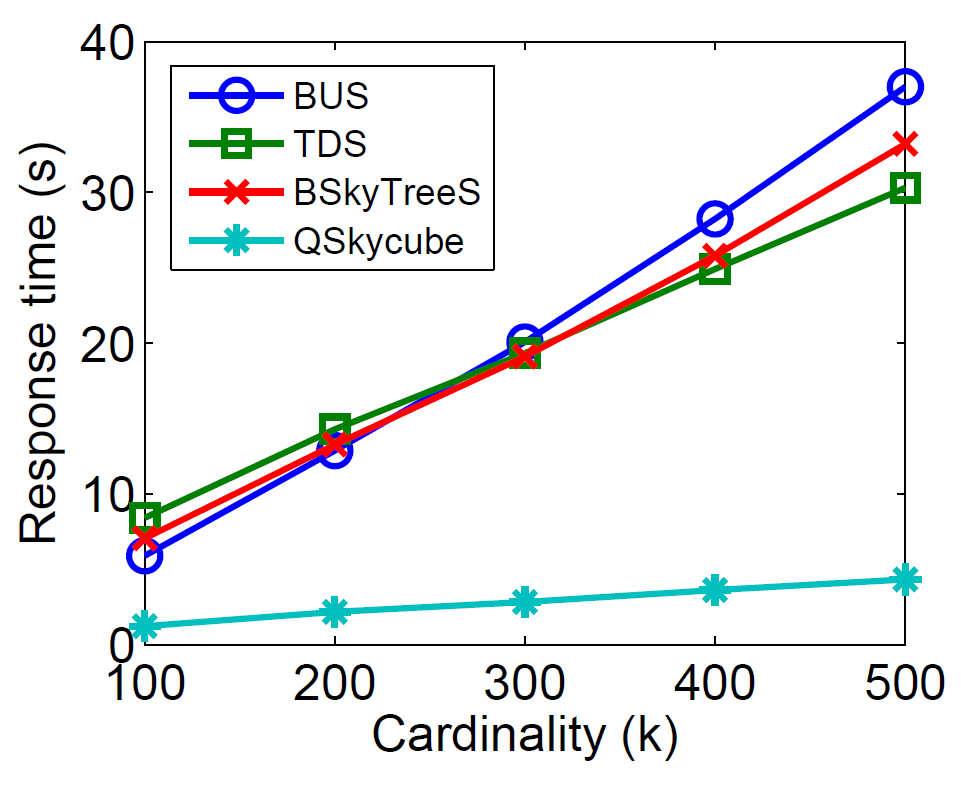 40
30
20
10
0
Response time (s)
BUS
TDS
BSkyTreeS
QSkycube
100 200 300 400 500
Cardinality (k)